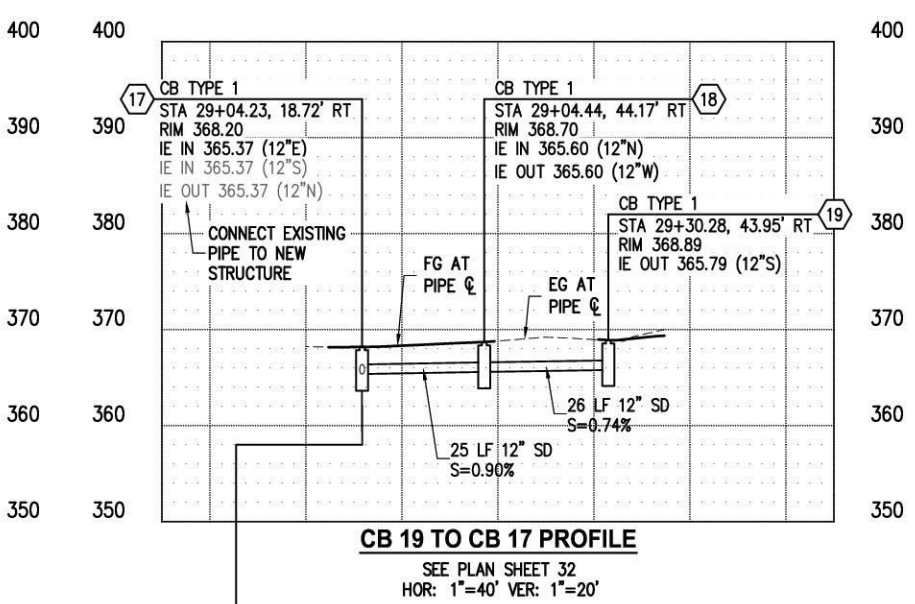 400 400 400
390 390 390
380 380 380
370 370 370
360 360 360
350 350 350
17
CB TYPE 1
STA 29+04.23, 18.72' RT
RIM 368.20
IE IN 365.37 (12"E)
IE IN 365.37 (12"S)
IE OUT 365.37 (12"N)
CONNECT EXISTING
PIPE TO NEW
STRUCTURE
18
CB TYPE 1
STA 29+04.44, 44.17' RT
RIM 368.70
IE IN 365.60 (12"N)
IE OUT 365.60 (12"W)
19
CB TYPE 1
STA 29+30.28, 43.95' RT
RIM 368.89
IE OUT 365.79 (12"S)
FG AT
PIPE ℄
EG AT
PIPE ℄
26 LF 12" SD
S=0.74%
25 LF 12" SD
S=0.90%
CB 19 TO CB 17 PROFILE
SEE PLAN SHEET 32
HOR: 1"=40' VER: 1"=20'